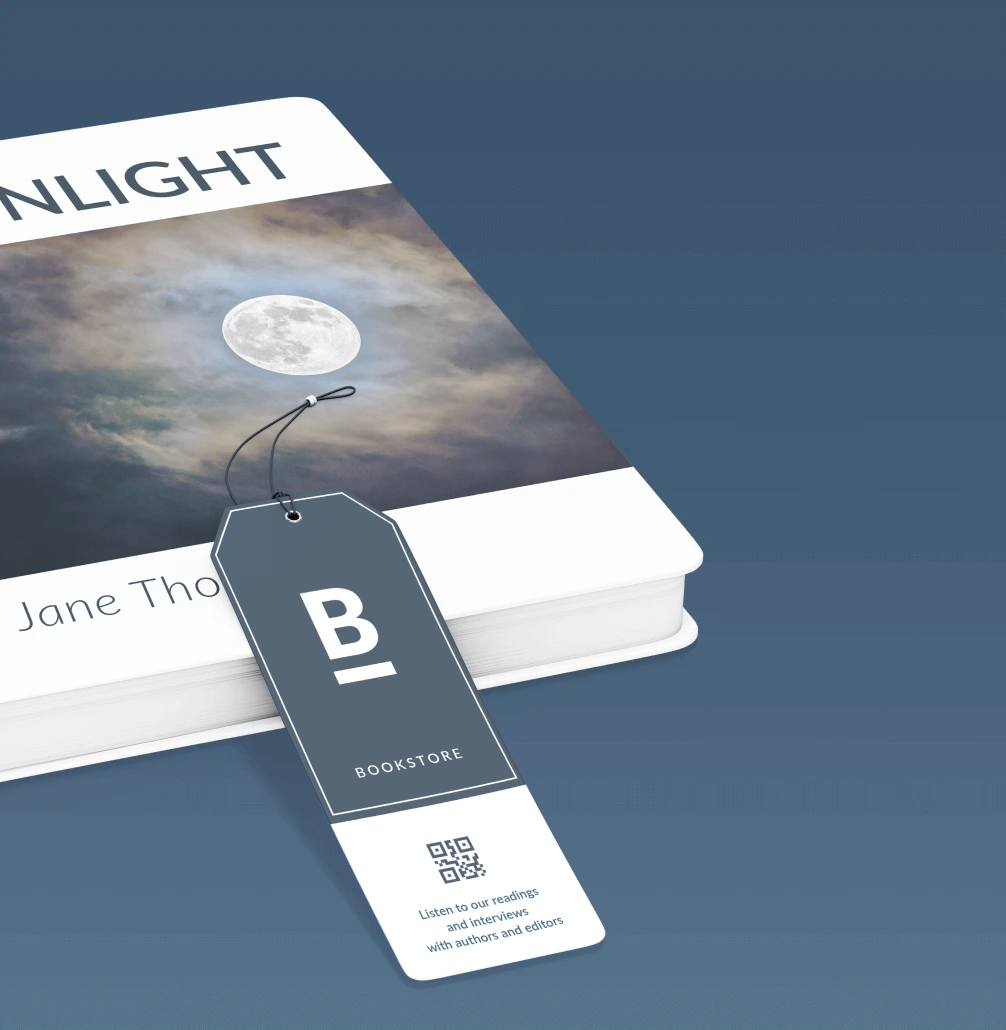 NLIGHT
Jane Tho
B
BOOKSTORE
Listen to our readings
and interviews
with authors and editors